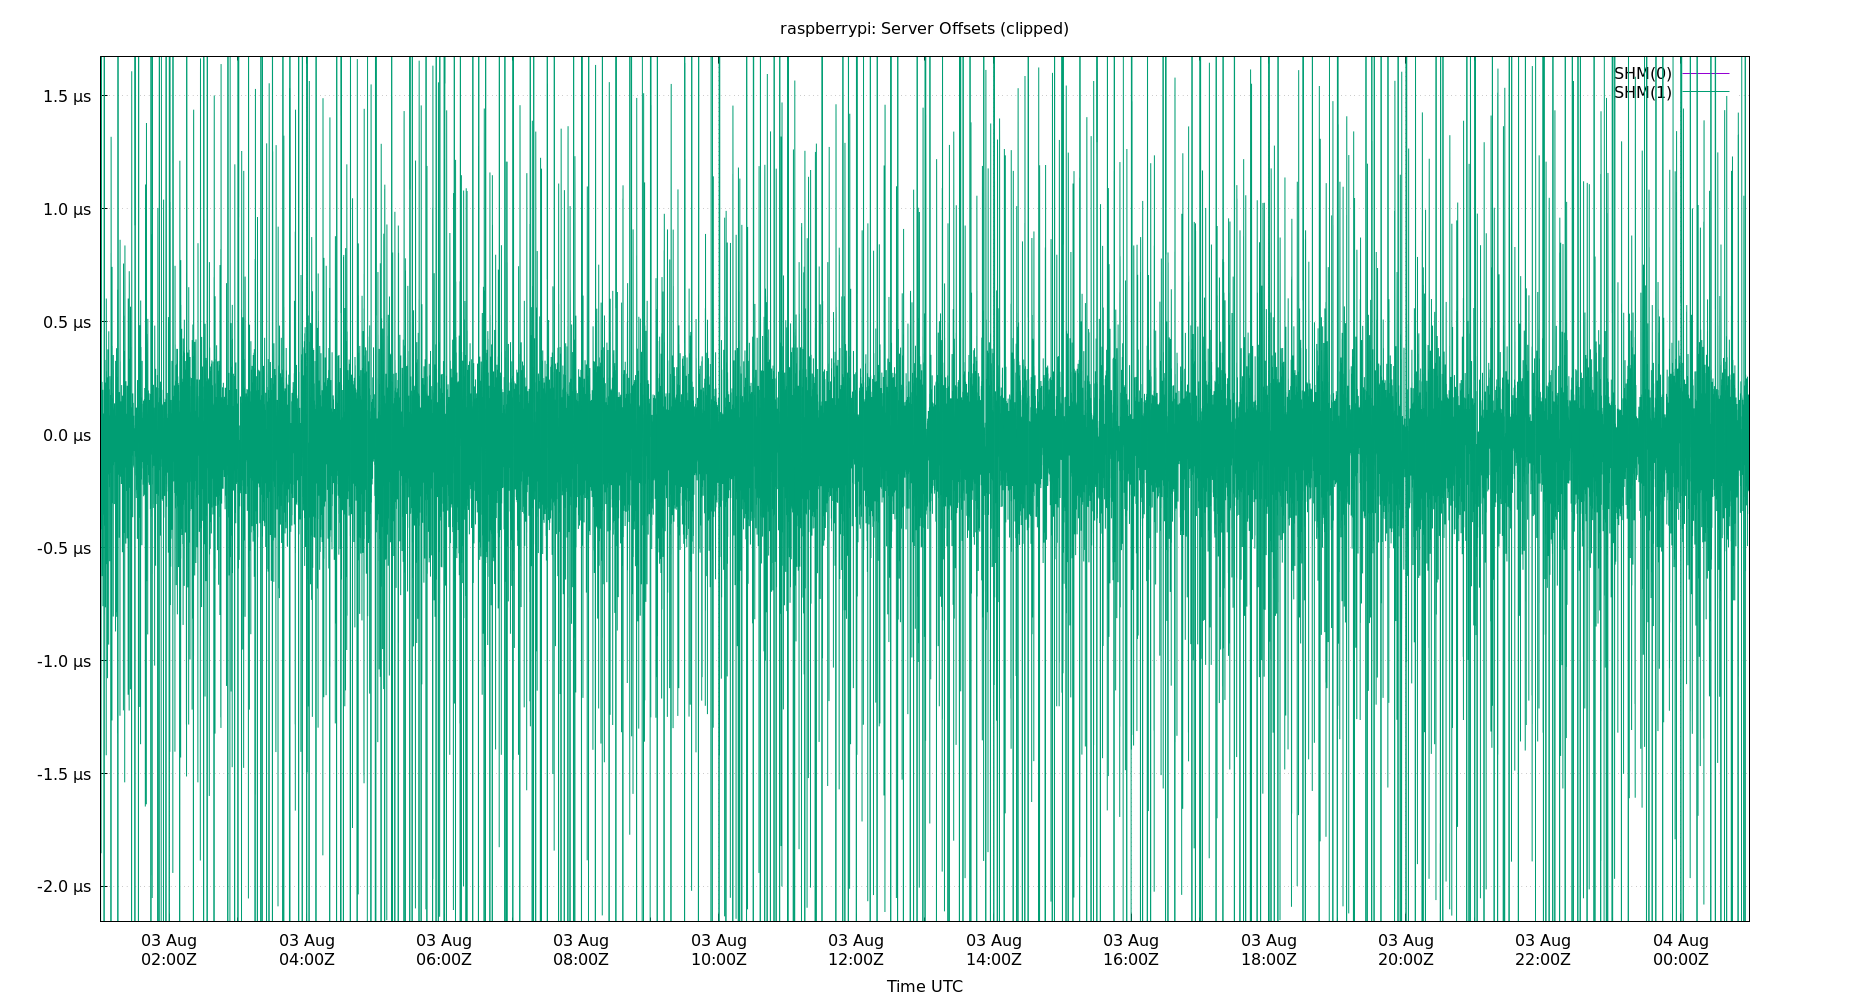 raspberrypi: Server Offsets (clipped)
SHM(0)
SHM(1)
1.5 µs
1.0 µs
0.5 µs
0.0 µs
-0.5 µs
-1.0 µs
-1.5 µs
-2.0 µs
03 Aug 03 Aug 03 Aug 03 Aug 03 Aug 03 Aug 03 Aug 03 Aug 03 Aug 03 Aug 03 Aug 04 Aug
02:00Z 04:00Z 06:00Z 08:00Z 10:00Z 12:00Z 14:00Z 16:00Z 18:00Z 20:00Z 22:00Z 00:00Z
Time UTC